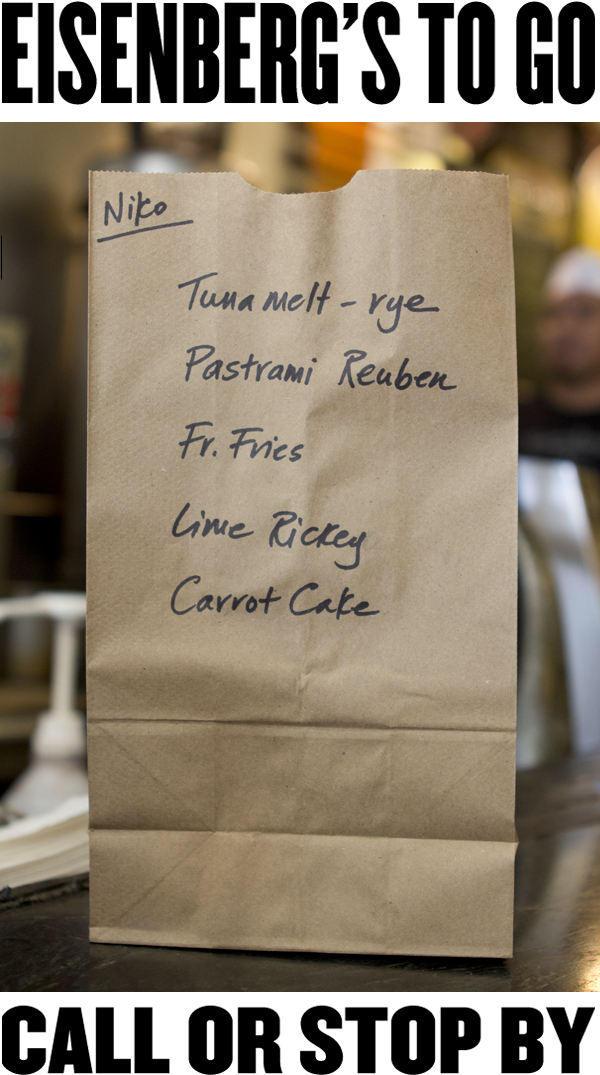 EISENBERG'S TO GO
Niko
Tuna melt - rye
Pastrami Reuben
Fr. Fries
Lime Rickey
Carrot Cake
CALL OR STOP BY